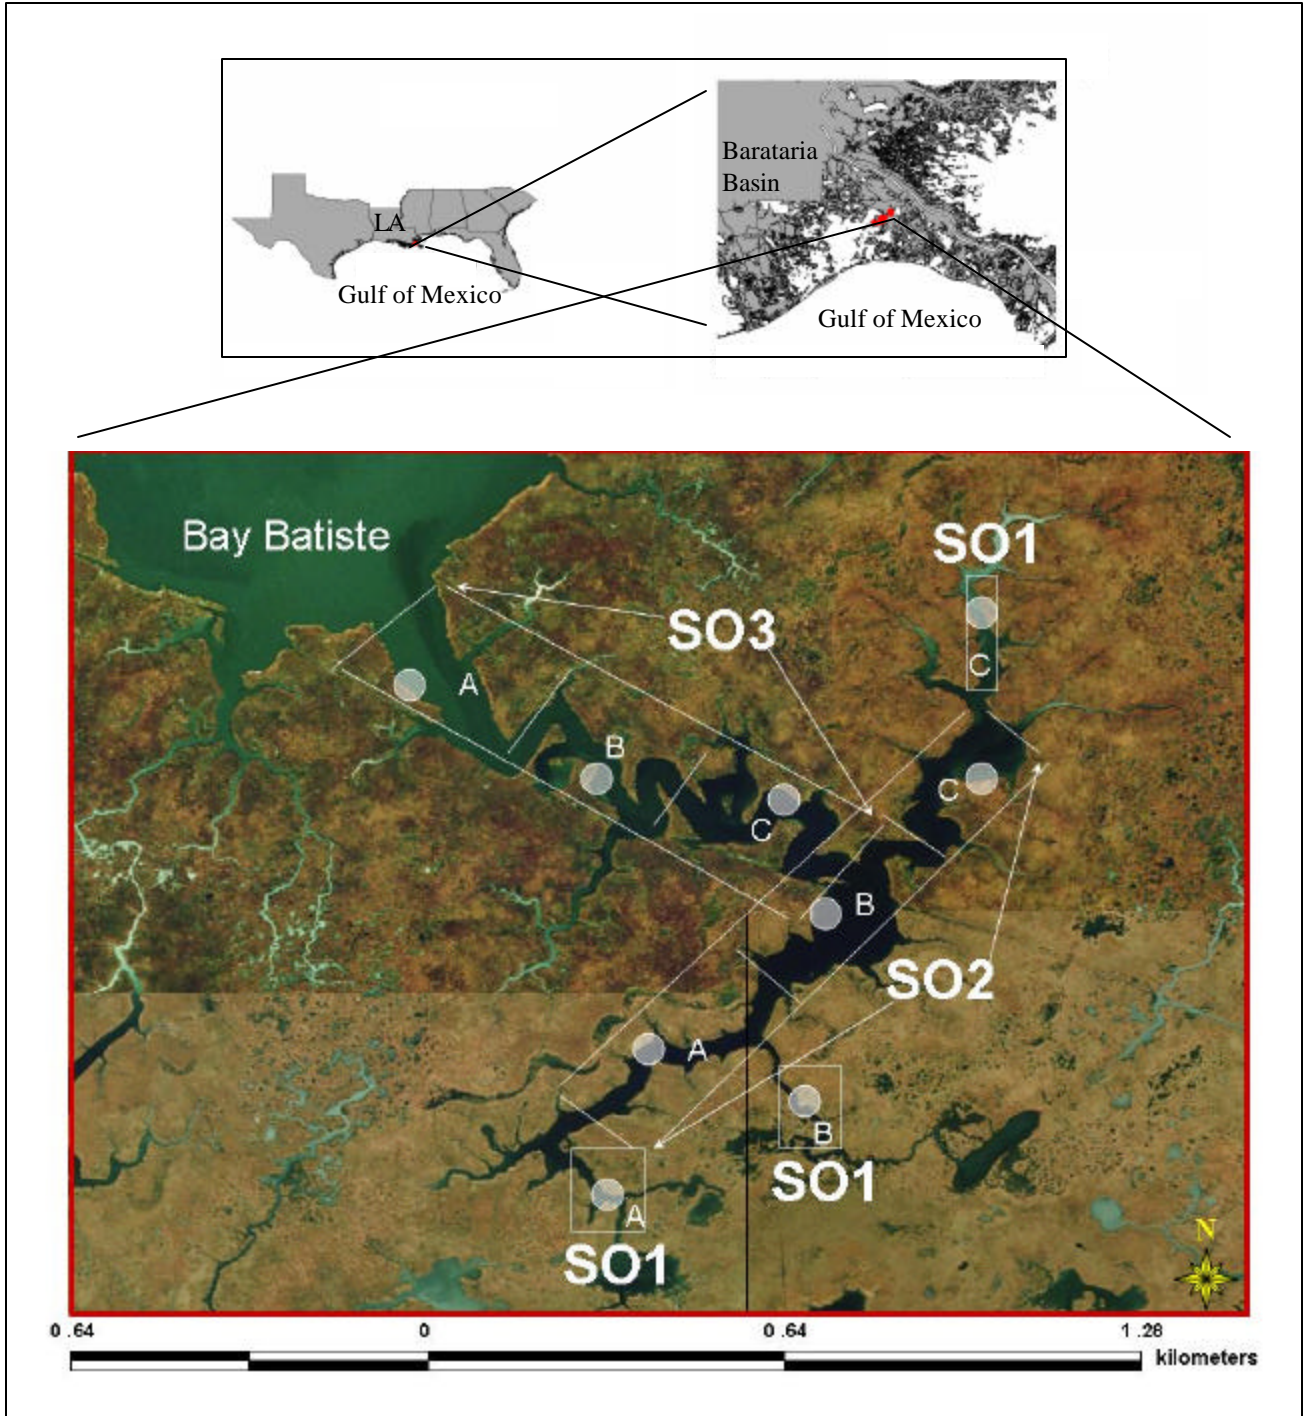 Barataria
Basin
LA
Gulf of Mexico
Gulf of Mexico
Bay Batiste
SO1
SO3
C
A
B
C
C
B
SO2
A
B
SO1
A
SO1
N
0.64 0 0.64 1.28
kilometers